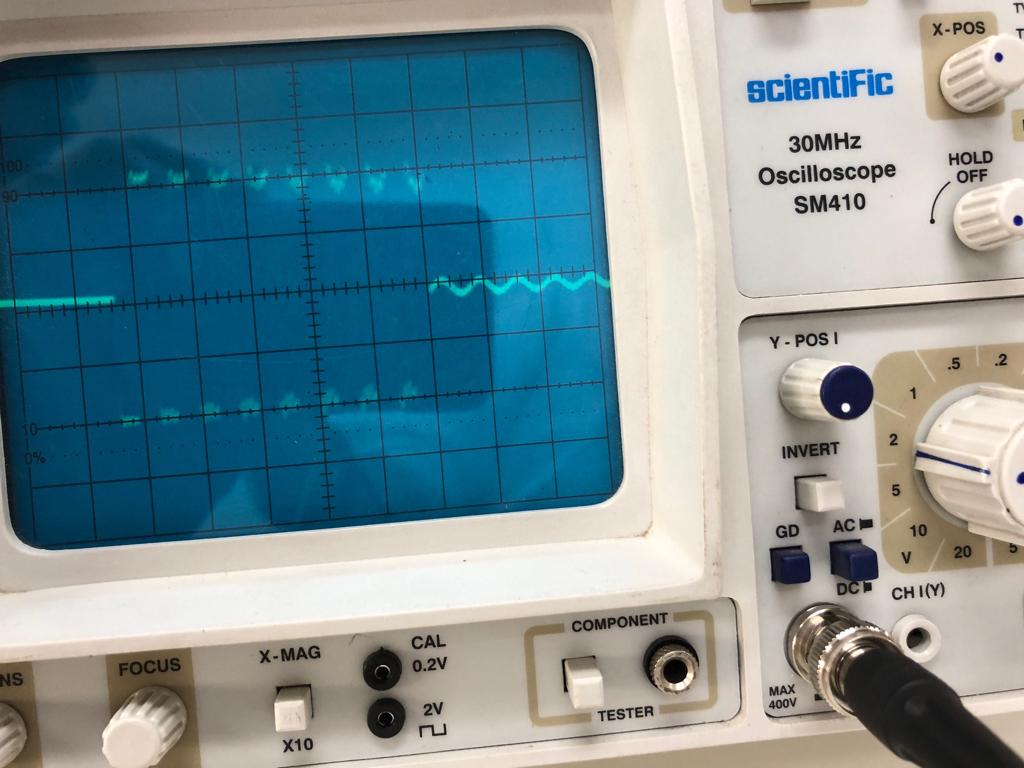 100
90
10
0%
X-POS
scientiFic
30MHz
Oscilloscope
SM410
HOLD
OFF
Y - POS I
.5
.2
1
2
5
10
20
5
V
INVERT
GD
AC
DC
CH I(Y)
MAX
400V
NS
FOCUS
X-MAG
X10
CAL
0.2V
2V
COMPONENT
TESTER